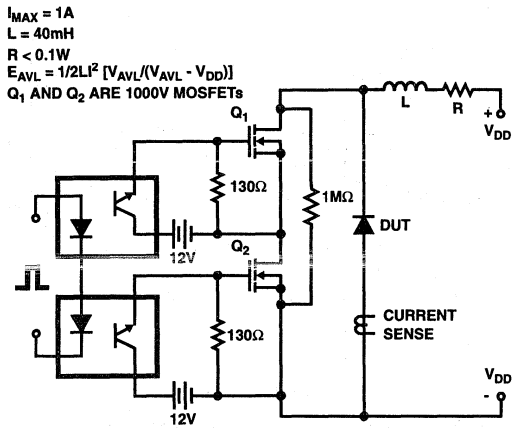 IMAX = 1A
L = 40mH
R < 0.1W
EAVL = 1/2LI² [VAVL/(VAVL - VDD)]
Q1 AND Q2 ARE 1000V MOSFETs
Q1
L
R
+
VDD
130Ω
1MΩ
12V
DUT
Q2
130Ω
CURRENT
SENSE
VDD
-
12V